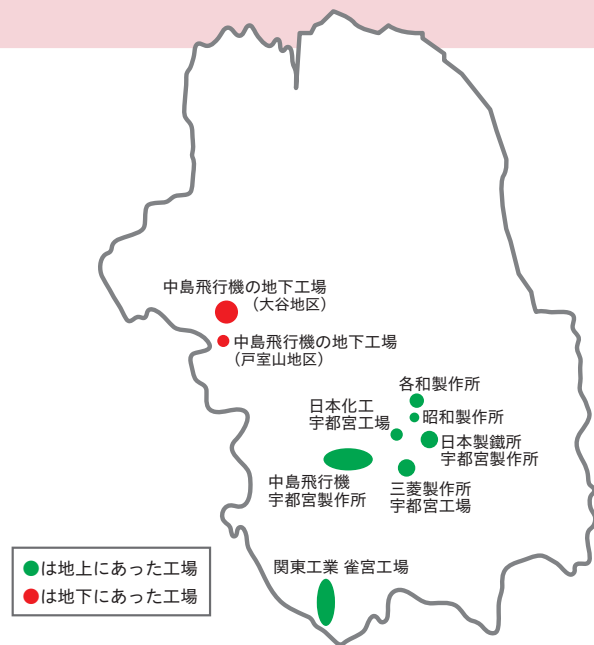 中島飛行機の地下工場
（大谷地区）
中島飛行機の地下工場
（戸室山地区）
各和製作所
昭和製作所
日本化工
宇都宮工場
日本製鐵所
宇都宮製作所
中島飛行機
宇都宮製作所
三菱製作所
宇都宮工場
関東工業 雀宮工場
●は地上にあった工場
●は地下にあった工場